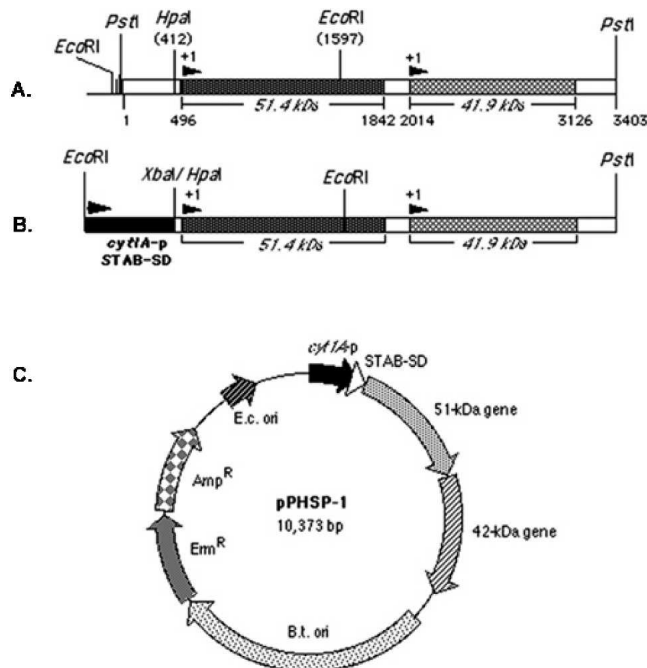 A.
EcoRI
PstI
HpaI
(412)
EcoRI
(1597)
PstI
+1
+1
51.4 kDs
41.9 kDs
1
496
1842
2014
3126
3403
B.
EcoRI
XbaI/HpaI
EcoRI
PstI
+1
+1
cyt1A-p
STAB-SD
51.4 kDs
41.9 kDs
C.
cyt1A-p
STAB-SD
E.c. ori
51-kDa gene
AmpR
pPHSP-1
10,373 bp
42-kDa gene
ErmR
B.t. ori